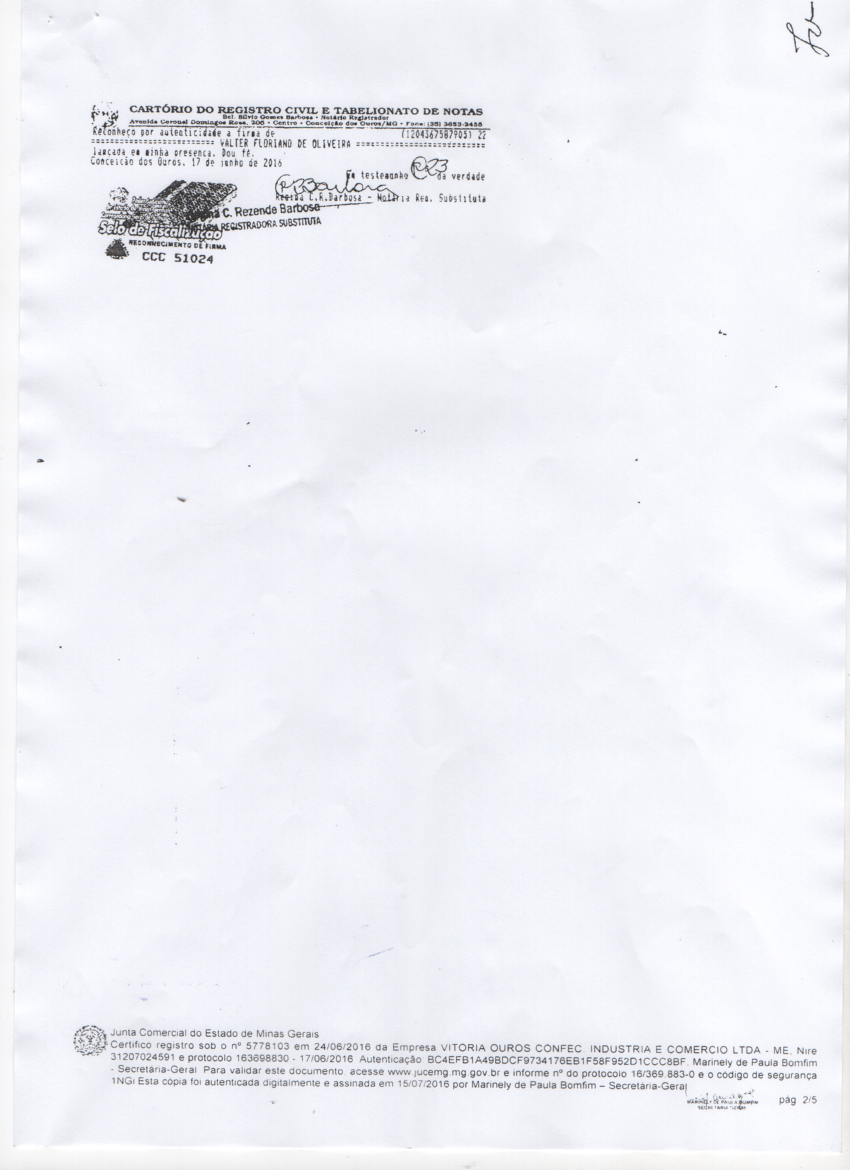 CARTÓRIO DO REGISTRO CIVIL E TABELIONATO DE NOTAS
Bel. Silvio Gomes Barbosa • Notário Registrador
Avenida Coronel Domingos Rosa, 206 • Centro • Conceição dos Ouros/MG • Fone: (35) 3653-2455
Reconheço por autenticidade a firma de (1204367587905) 22
WALTER FLORIANO DE OLIVEIRA
lançada em minha presença. Dou fé.
Conceição dos Ouros, 17 de junho de 2016
Em testemunho da verdade
Regina C.R.Barbosa - Notária Reg. Substituta
C. Rezende Barbosa
REGISTRADORA SUBSTITUTA
Selo de Fiscalização
RECONHECIMENTO DE FIRMA
CCC 51024
Junta Comercial do Estado de Minas Gerais
Certifico registro sob o nº 5778103 em 24/06/2016 da Empresa VITORIA OUROS CONFEC. INDUSTRIA E COMERCIO LTDA - ME, Nire
31207024591 e protocolo 163698830 - 17/06/2016 Autenticação: BC4EFB1A49BDCF9734176EB1F58F952D1CCC8BF. Marinely de Paula Bomfim
- Secretária-Geral. Para validar este documento, acesse www.jucemg.mg.gov.br e informe nº do protocolo 16/369.883-0 e o código de segurança
1NGi Esta cópia foi autenticada digitalmente e assinada em 15/07/2016 por Marinely de Paula Bomfim – Secretária-Geral.
MARINELY DE PAULA BOMFIM
SECRETÁRIA GERAL
pág. 2/5